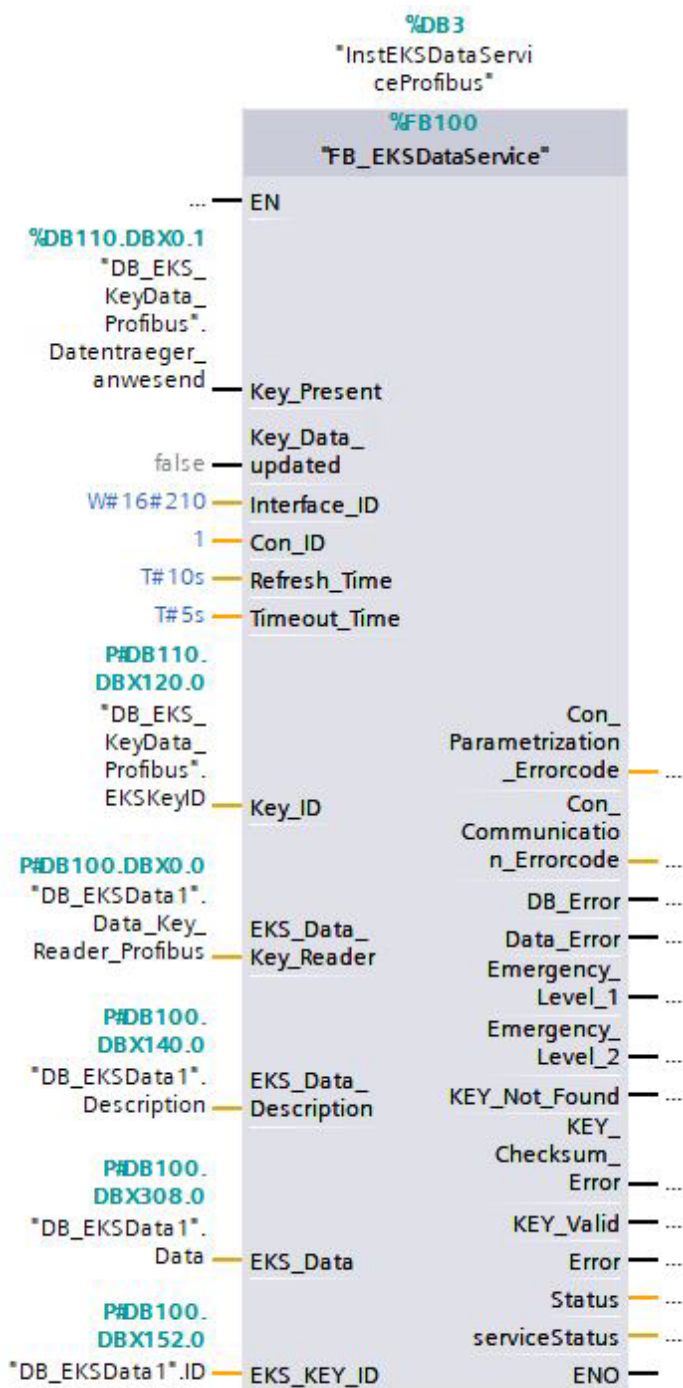 %DB3
"InstEKSDataServi
ceProfibus"
%FB100
"FB_EKSDataService"
... EN
%DB110.DBX0.1
"DB_EKS_
KeyData_
Profibus".
Datentraeger_
anwesend
Key_Present
Key_Data_
false updated
W#16#210 Interface_ID
1 Con_ID
T#10s Refresh_Time
T#5s Timeout_Time
P#DB110.
DBX120.0
"DB_EKS_
KeyData_
Profibus".
EKSKeyID Key_ID
Con_
Parametrization
_Errorcode ...
Con_
Communicatio
n_Errorcode ...
P#DB100.DBX0.0
"DB_EKSData1".
Data_Key_
Reader_Profibus
EKS_Data_
Key_Reader
DB_Error ...
Data_Error ...
Emergency_
Level_1 ...
Emergency_
Level_2 ...
P#DB100.
DBX140.0
"DB_EKSData1".
Description
EKS_Data_
Description
KEY_Not_Found ...
KEY_
Checksum_
Error ...
P#DB100.
DBX308.0
"DB_EKSData1".
Data EKS_Data
KEY_Valid ...
Error ...
Status ...
serviceStatus ...
P#DB100.
DBX152.0
"DB_EKSData1".ID EKS_KEY_ID
ENO